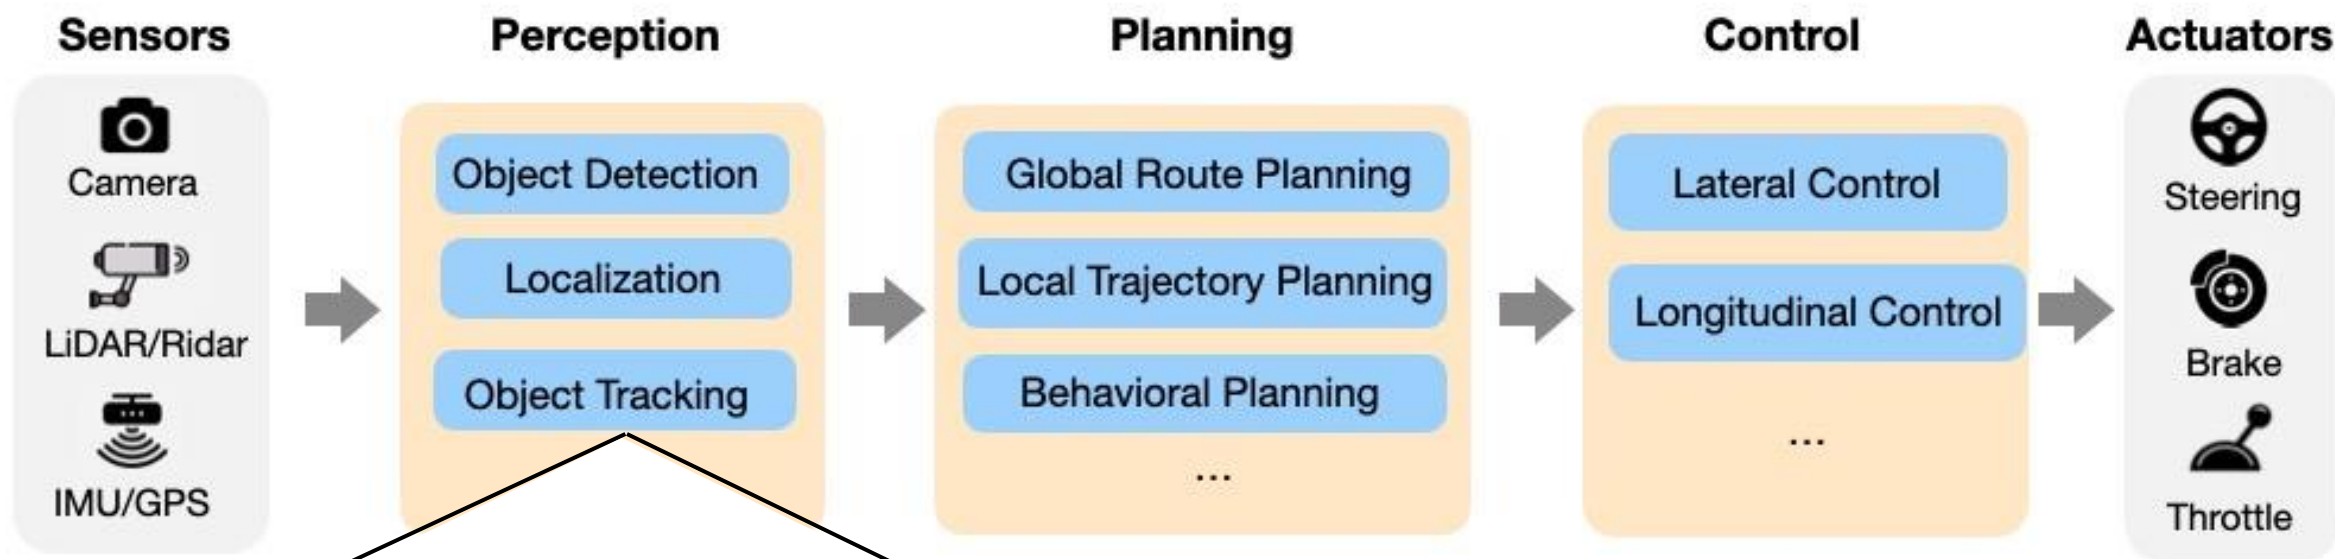 Sensors
Camera
LiDAR/Ridar
IMU/GPS
Perception
Object Detection
Localization
Object Tracking
Planning
Global Route Planning
Local Trajectory Planning
Behavioral Planning
...
Control
Lateral Control
Longitudinal Control
...
Actuators
Steering
Brake
Throttle